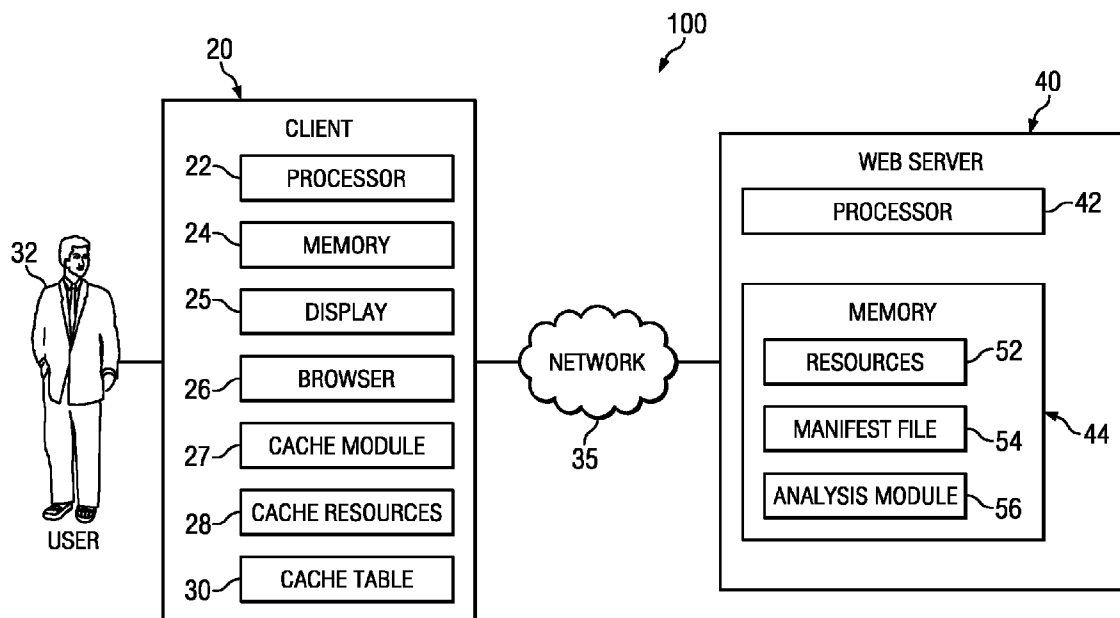 100
20
CLIENT
22
PROCESSOR
24
MEMORY
25
DISPLAY
26
BROWSER
27
CACHE MODULE
28
CACHE RESOURCES
30
CACHE TABLE
32
USER
NETWORK
35
40
WEB SERVER
PROCESSOR
42
MEMORY
RESOURCES
52
MANIFEST FILE
54
44
ANALYSIS MODULE
56